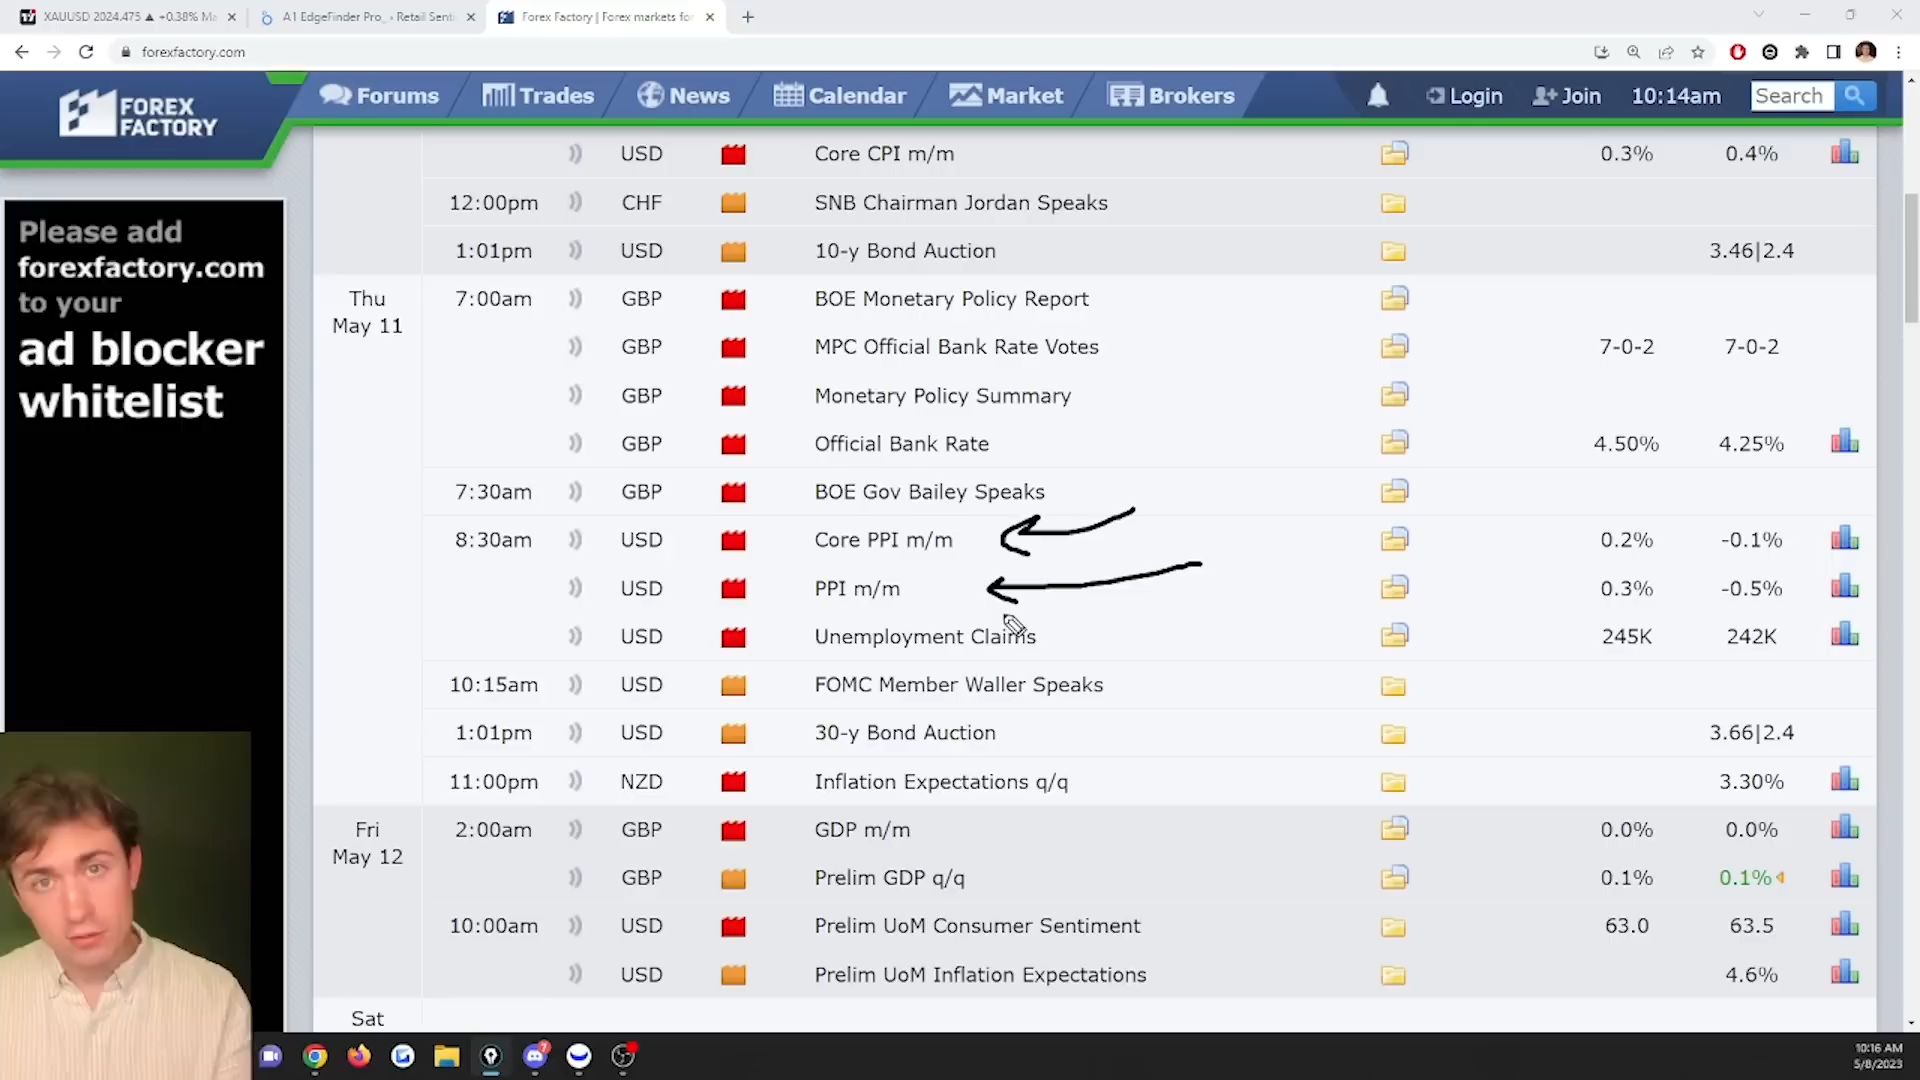 XAUUSD 2024.475 ▲ +0.38% Ma
A1 EdgeFinder Pro_ › Retail Senti
Forex Factory | Forex markets for
forexfactory.com
FOREX FACTORY
Forums Trades News Calendar Market Brokers Login Join 10:14am Search
Please add
forexfactory.com
to your
ad blocker
whitelist
USD Core CPI m/m 0.3% 0.4%
12:00pm CHF SNB Chairman Jordan Speaks
1:01pm USD 10-y Bond Auction 3.46|2.4
Thu May 11 7:00am GBP BOE Monetary Policy Report
GBP MPC Official Bank Rate Votes 7-0-2 7-0-2
GBP Monetary Policy Summary
GBP Official Bank Rate 4.50% 4.25%
7:30am GBP BOE Gov Bailey Speaks
8:30am USD Core PPI m/m 0.2% -0.1%
USD PPI m/m 0.3% -0.5%
USD Unemployment Claims 245K 242K
10:15am USD FOMC Member Waller Speaks
1:01pm USD 30-y Bond Auction 3.66|2.4
11:00pm NZD Inflation Expectations q/q 3.30%
Fri May 12 2:00am GBP GDP m/m 0.0% 0.0%
GBP Prelim GDP q/q 0.1% 0.1%
10:00am USD Prelim UoM Consumer Sentiment 63.0 63.5
USD Prelim UoM Inflation Expectations 4.6%
Sat
10:16 AM
5/8/2023